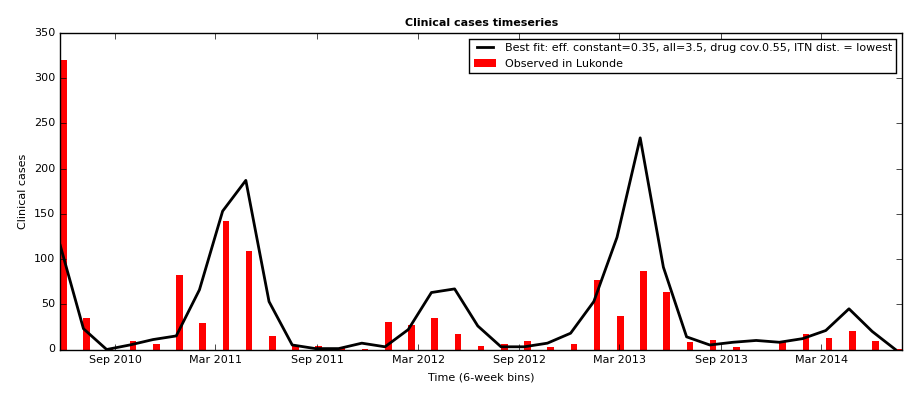 Clinical cases timeseries
Best fit: eff. constant=0.35, all=3.5, drug cov.0.55, ITN dist. = lowest
Observed in Lukonde
350
300
250
200
150
100
50
0
Clinical cases
Sep 2010 Mar 2011 Sep 2011 Mar 2012 Sep 2012 Mar 2013 Sep 2013 Mar 2014
Time (6-week bins)